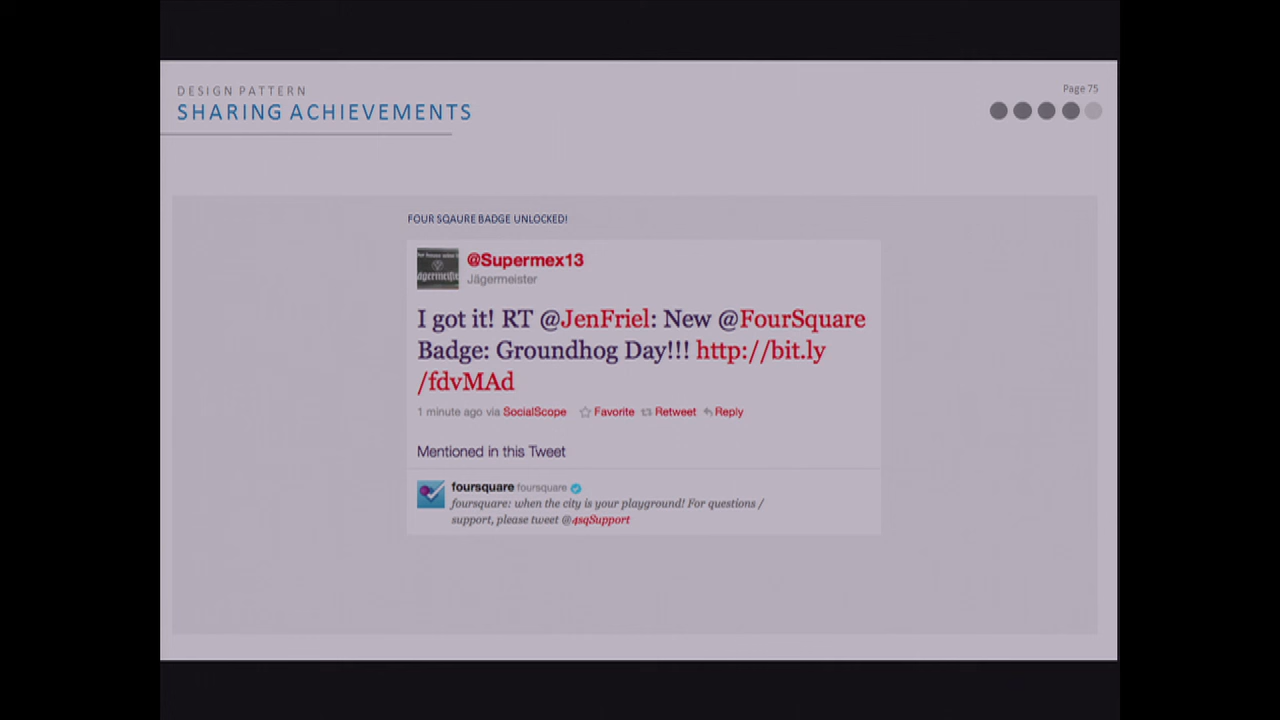 DESIGN PATTERN
SHARING ACHIEVEMENTS
Page 75
FOUR SQAURE BADGE UNLOCKED!
@Supermex13
Jägermeister
I got it! RT @JenFriel: New @FourSquare
Badge: Groundhog Day!!! http://bit.ly
/fdvMAd
1 minute ago via SocialScope Favorite Retweet Reply
Mentioned in this Tweet
foursquare foursquare
foursquare: when the city is your playground! For questions /
support, please tweet @4sqSupport